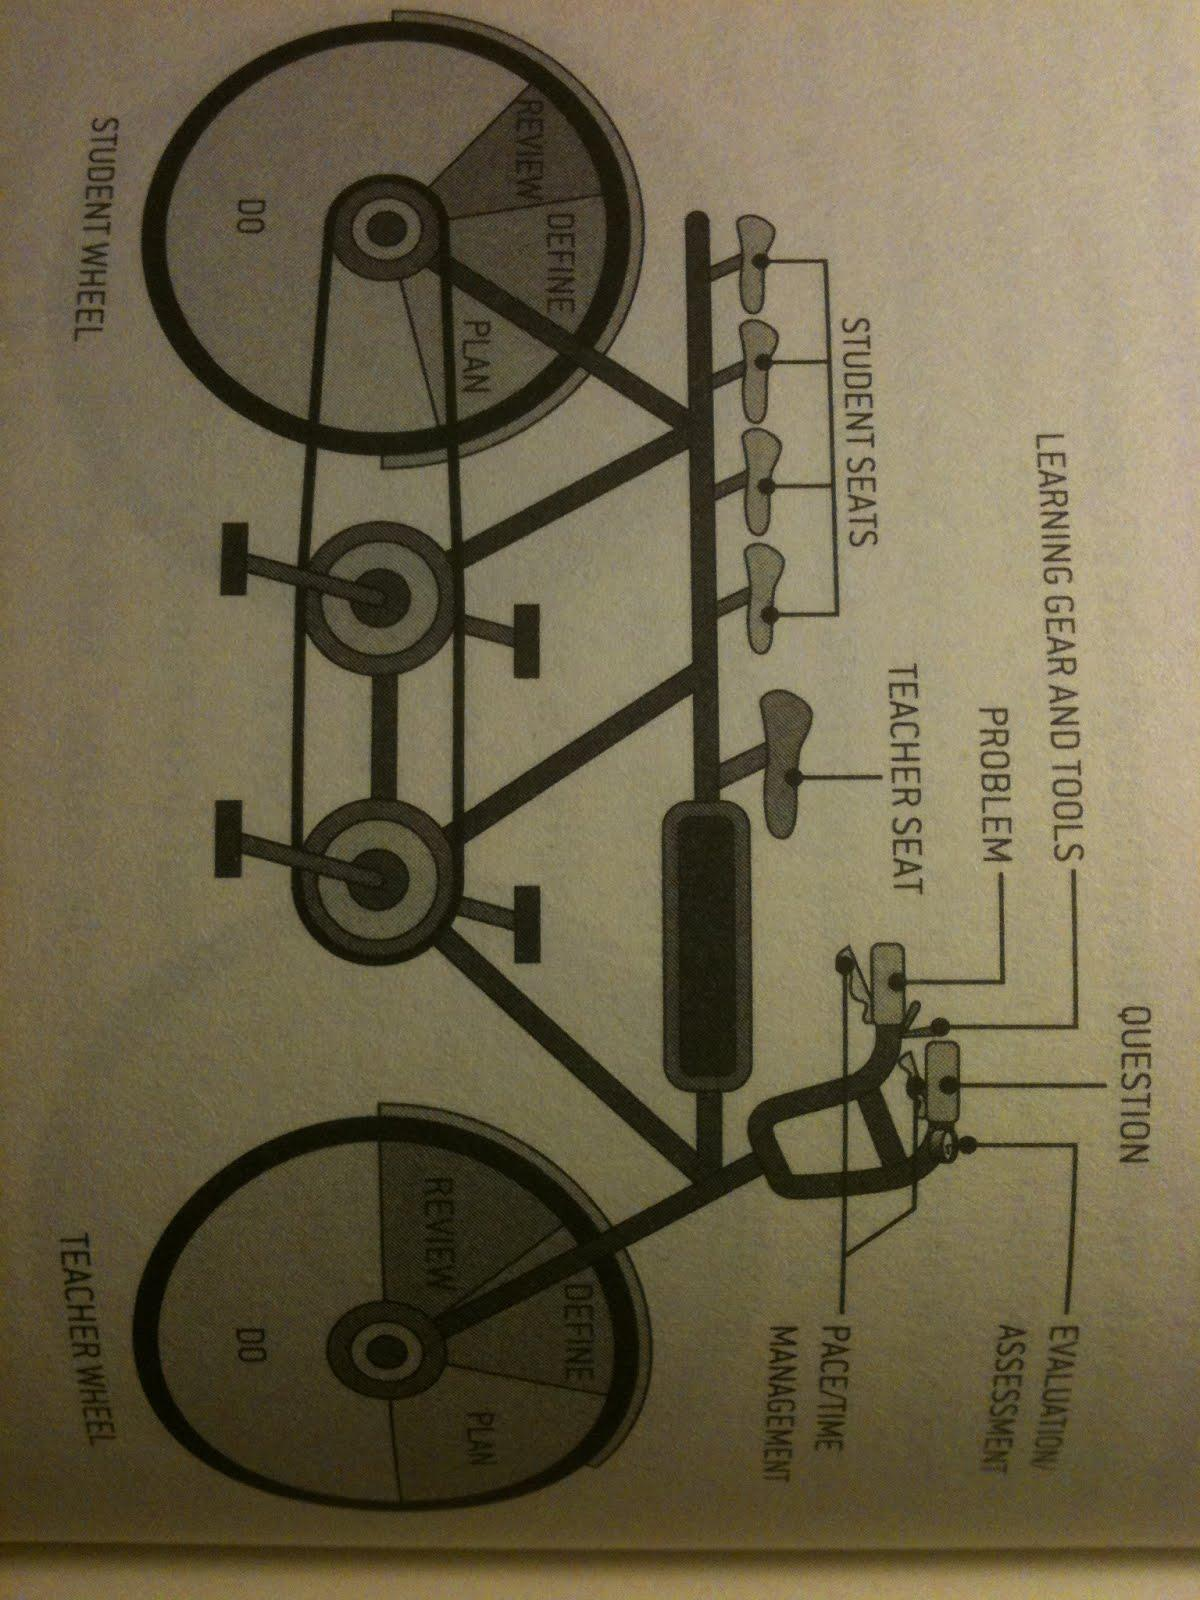 QUESTION
LEARNING GEAR AND TOOLS
PROBLEM
EVALUATION/
ASSESSMENT
STUDENT SEATS
TEACHER SEAT
PACE/TIME
MANAGEMENT
REVIEW
DEFINE
PLAN
DO
STUDENT WHEEL
REVIEW
DEFINE
PLAN
DO
TEACHER WHEEL